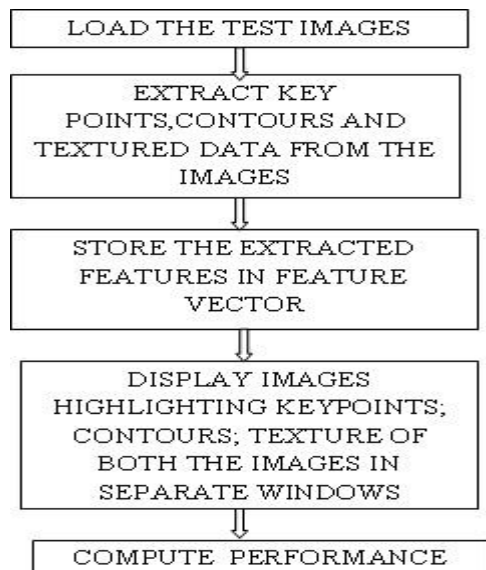 LOAD THE TEST IMAGES
EXTRACT KEY
POINTS,CONTOURS AND
TEXTURED DATA FROM THE
IMAGES
STORE THE EXTRACTED
FEATURES IN FEATURE
VECTOR
DISPLAY IMAGES
HIGHLIGHTING KEYPOINTS;
CONTOURS; TEXTURE OF
BOTH THE IMAGES IN
SEPARATE WINDOWS
COMPUTE PERFORMANCE